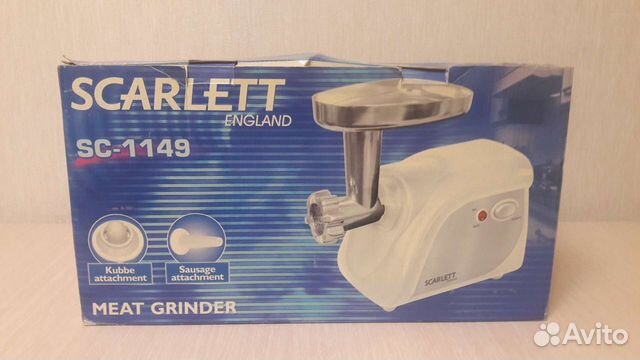 SCARLETT
ENGLAND
SC-1149
Kubbe
attachment
Sausage
attachment
MEAT GRINDER
SCARLETT
Avito